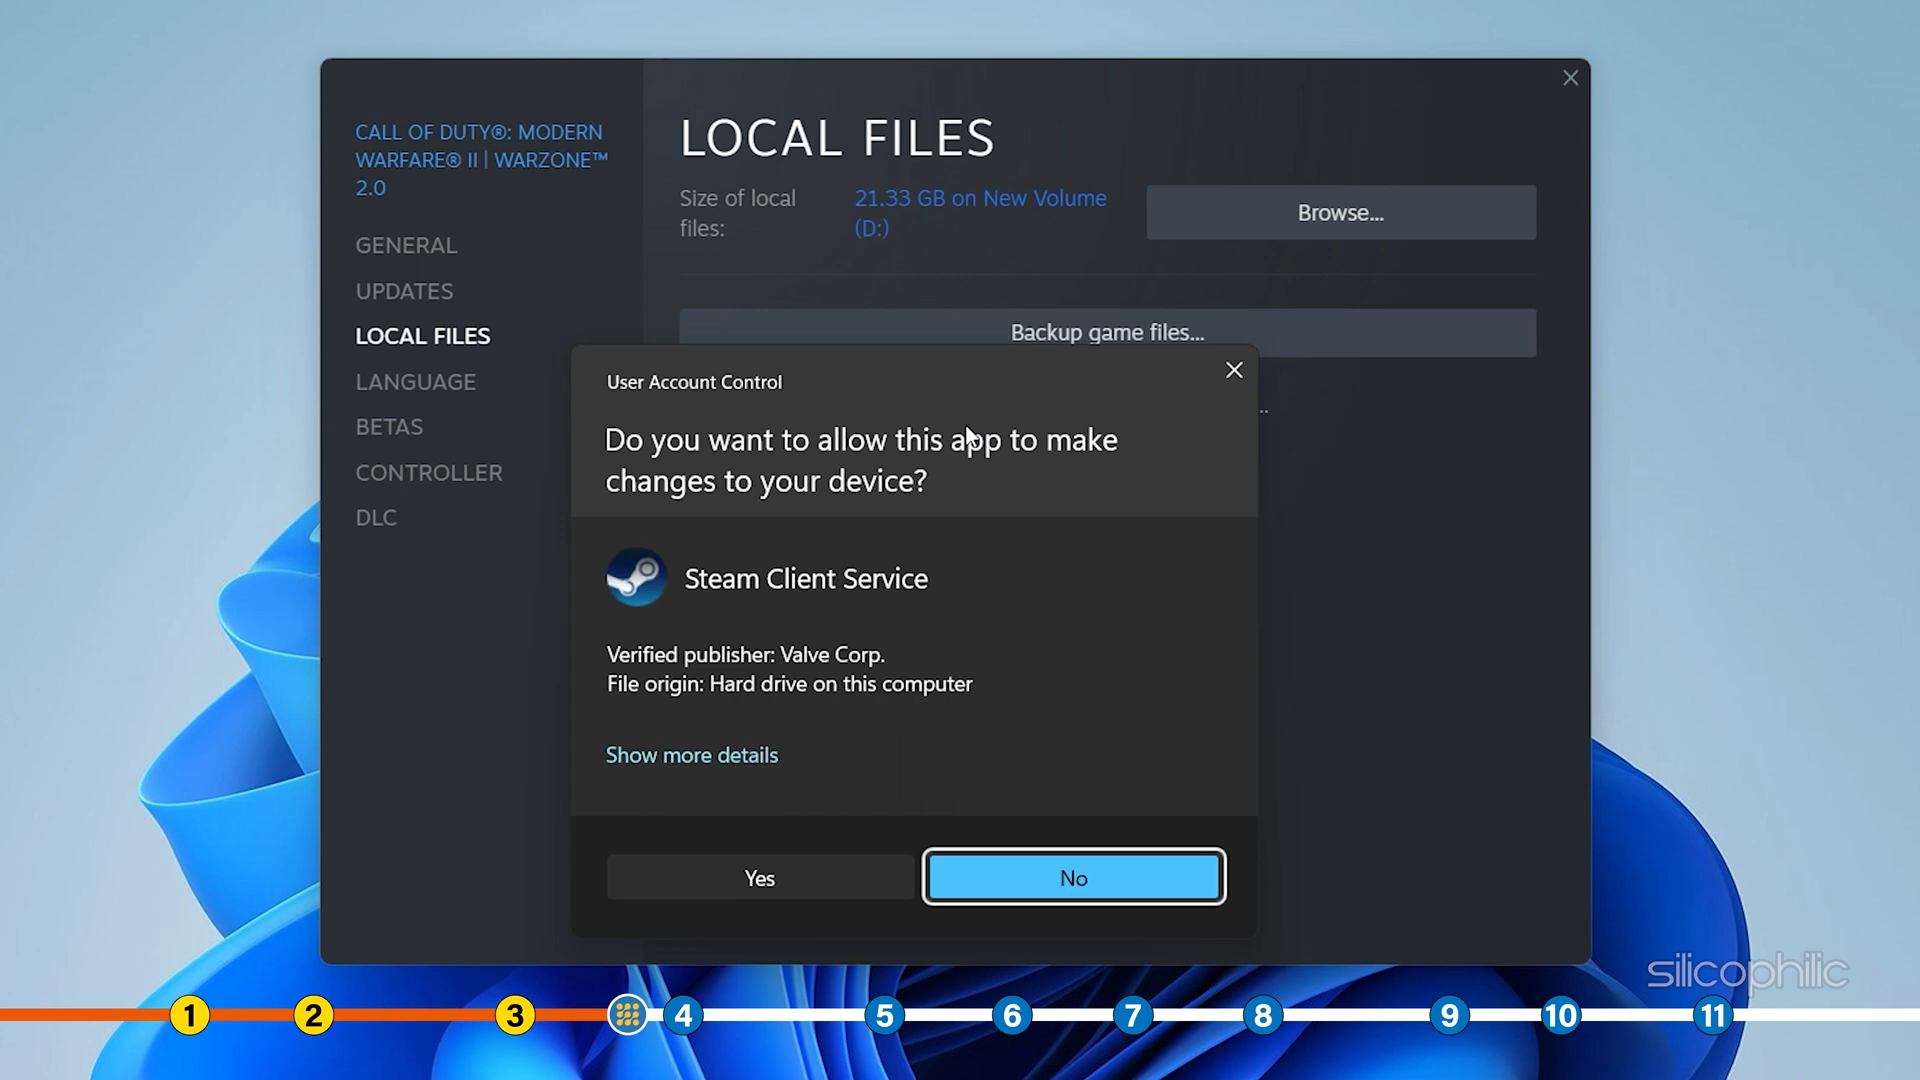 CALL OF DUTY®: MODERN
WARFARE® II | WARZONE™
2.0
GENERAL
UPDATES
LOCAL FILES
LANGUAGE
BETAS
CONTROLLER
DLC
LOCAL FILES
Size of local
files:
21.33 GB on New Volume
(D:)
Browse...
Backup game files...
..
User Account Control
Do you want to allow this app to make
changes to your device?
Steam Client Service
Verified publisher: Valve Corp.
File origin: Hard drive on this computer
Show more details
Yes
No
silicophilic
1 2 3 4 5 6 7 8 9 10 11